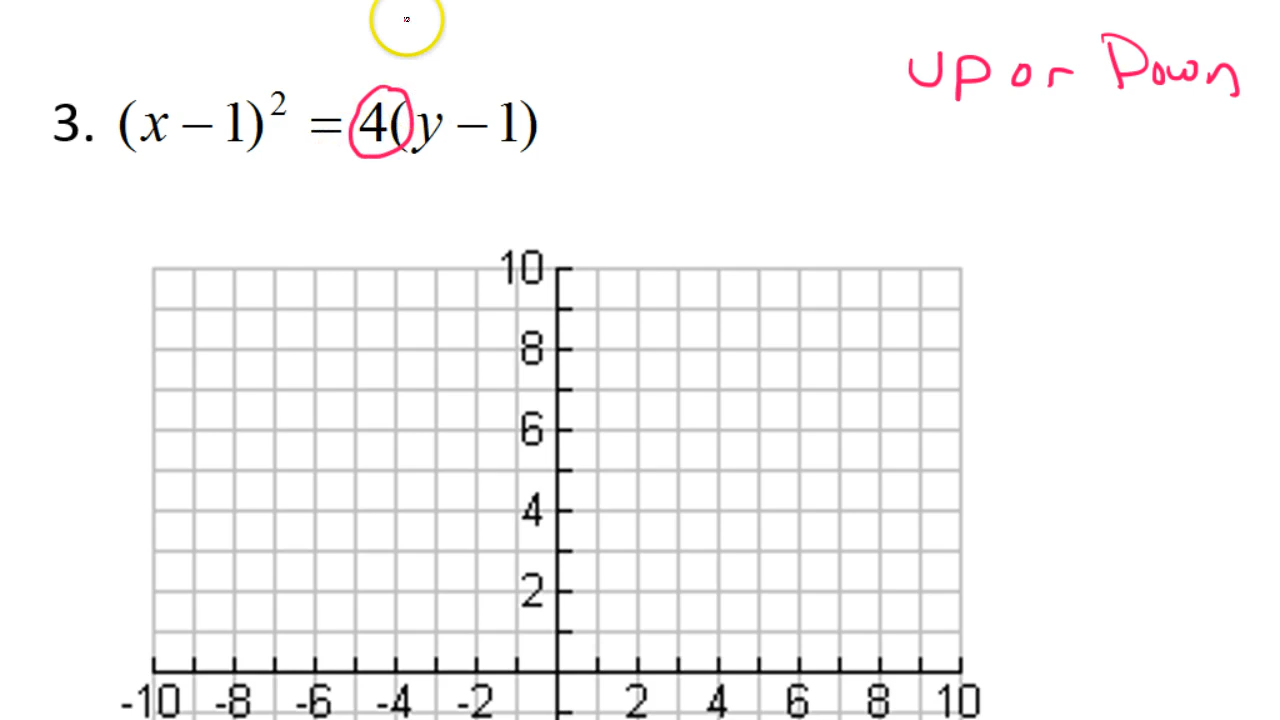 up or Down
3. (x − 1)² = 4(y − 1)
10
8
6
4
2
-10 -8 -6 -4 -2 2 4 6 8 10